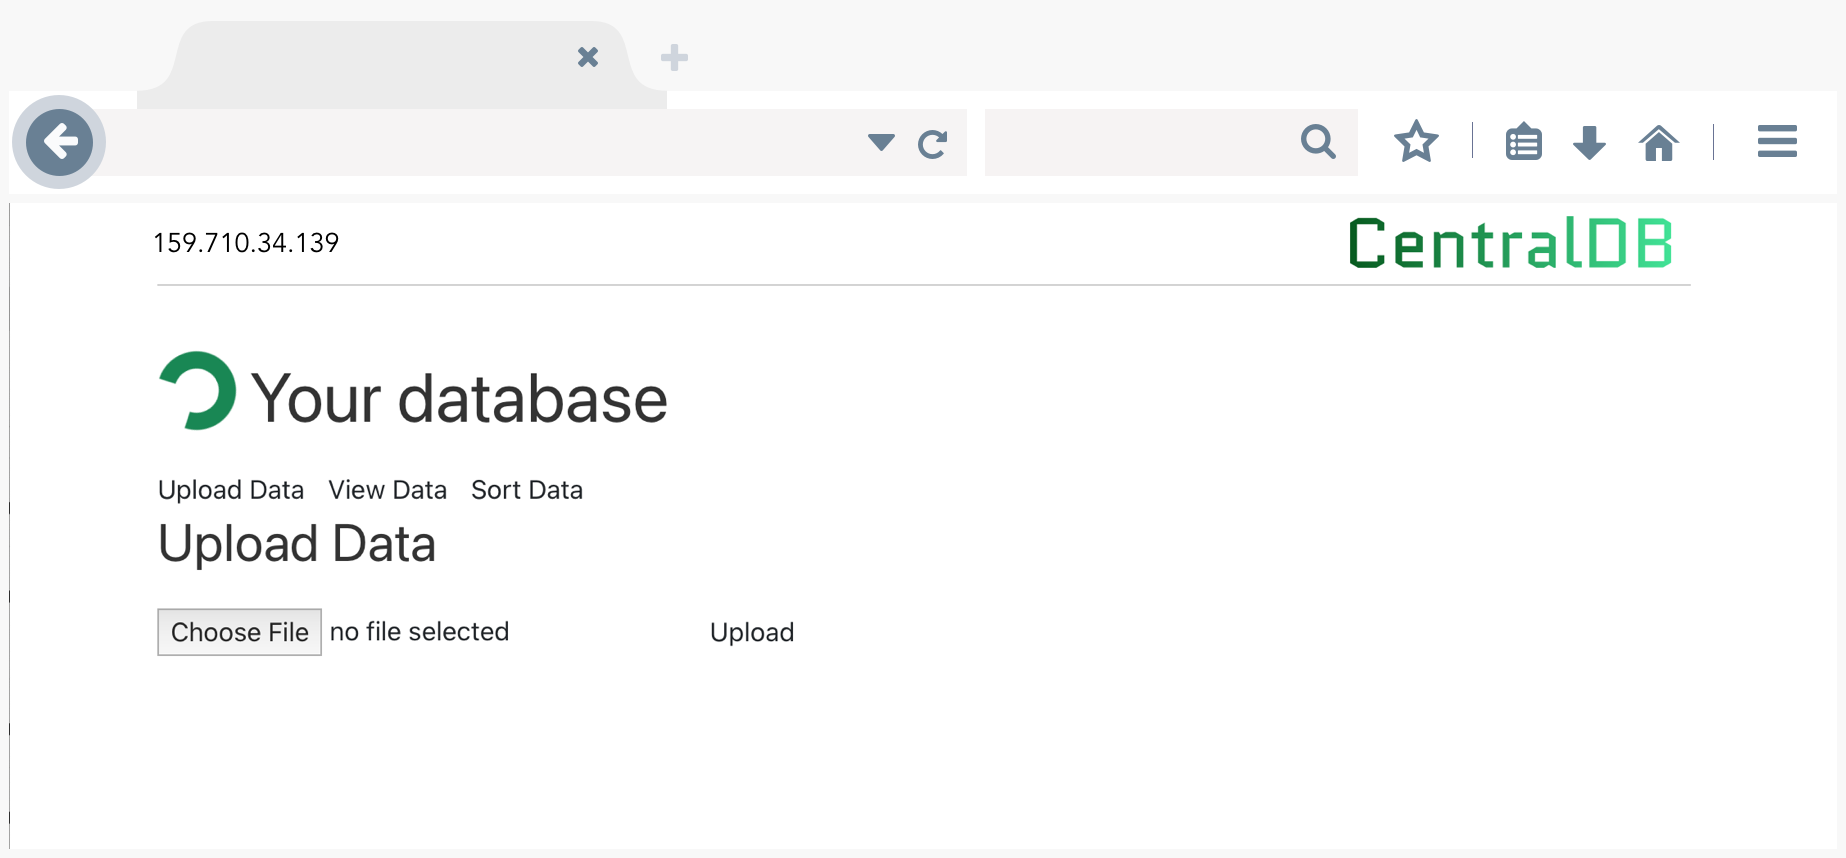 159.710.34.139
CentralDB
Your database
Upload Data View Data Sort Data
Upload Data
Choose File no file selected Upload